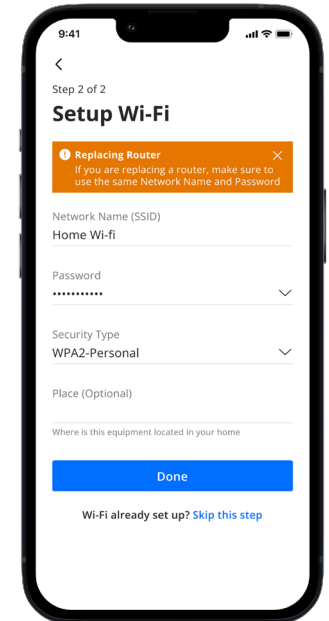 9:41
Step 2 of 2
Setup Wi-Fi
Replacing Router
If you are replacing a router, make sure to
use the same Network Name and Password
Network Name (SSID)
Home Wi-fi
Password
•••••••••••
Security Type
WPA2-Personal
Place (Optional)
Where is this equipment located in your home
Done
Wi-Fi already set up? Skip this step